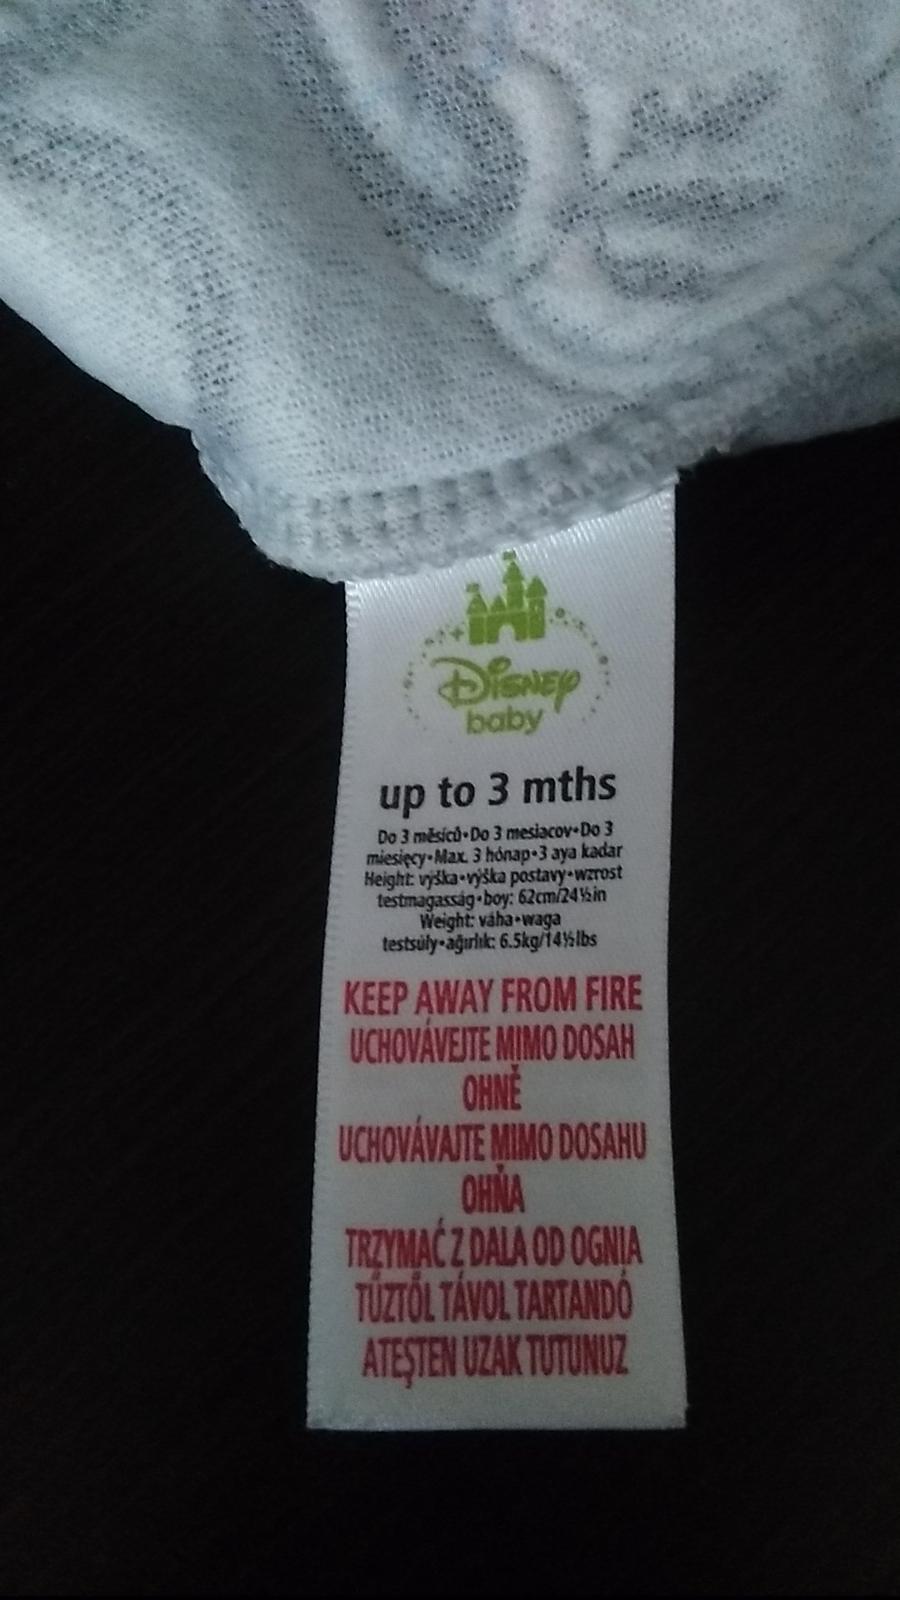 Disney
baby
up to 3 mths
Do 3 měsíců•Do 3 mesiacov•Do 3
miesięcy•Max. 3 hónap•3 aya kadar
Height: výška•výška postavy•wzrost
testmagasság•boy: 62cm/24½in
Weight: váha•waga
testsúly•ağırlık: 6.5kg/14½lbs
KEEP AWAY FROM FIRE
UCHOVÁVEJTE MIMO DOSAH
OHNĚ
UCHOVÁVAJTE MIMO DOSAHU
OHŇA
TRZYMAĆ Z DALA OD OGNIA
TŰZTŐL TÁVOL TARTANDÓ
ATEŞTEN UZAK TUTUNUZ